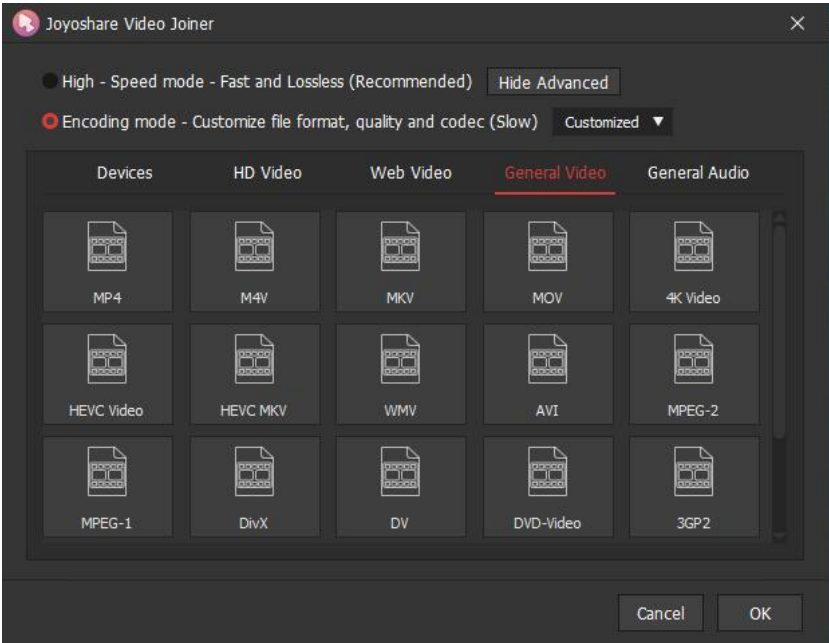 Joyoshare Video Joiner
High - Speed mode - Fast and Lossless (Recommended) Hide Advanced
Encoding mode - Customize file format, quality and codec (Slow) Customized
Devices HD Video Web Video General Video General Audio
MP4 M4V MKV MOV 4K Video
HEVC Video HEVC MKV WMV AVI MPEG-2
MPEG-1 DivX DV DVD-Video 3GP2
Cancel OK